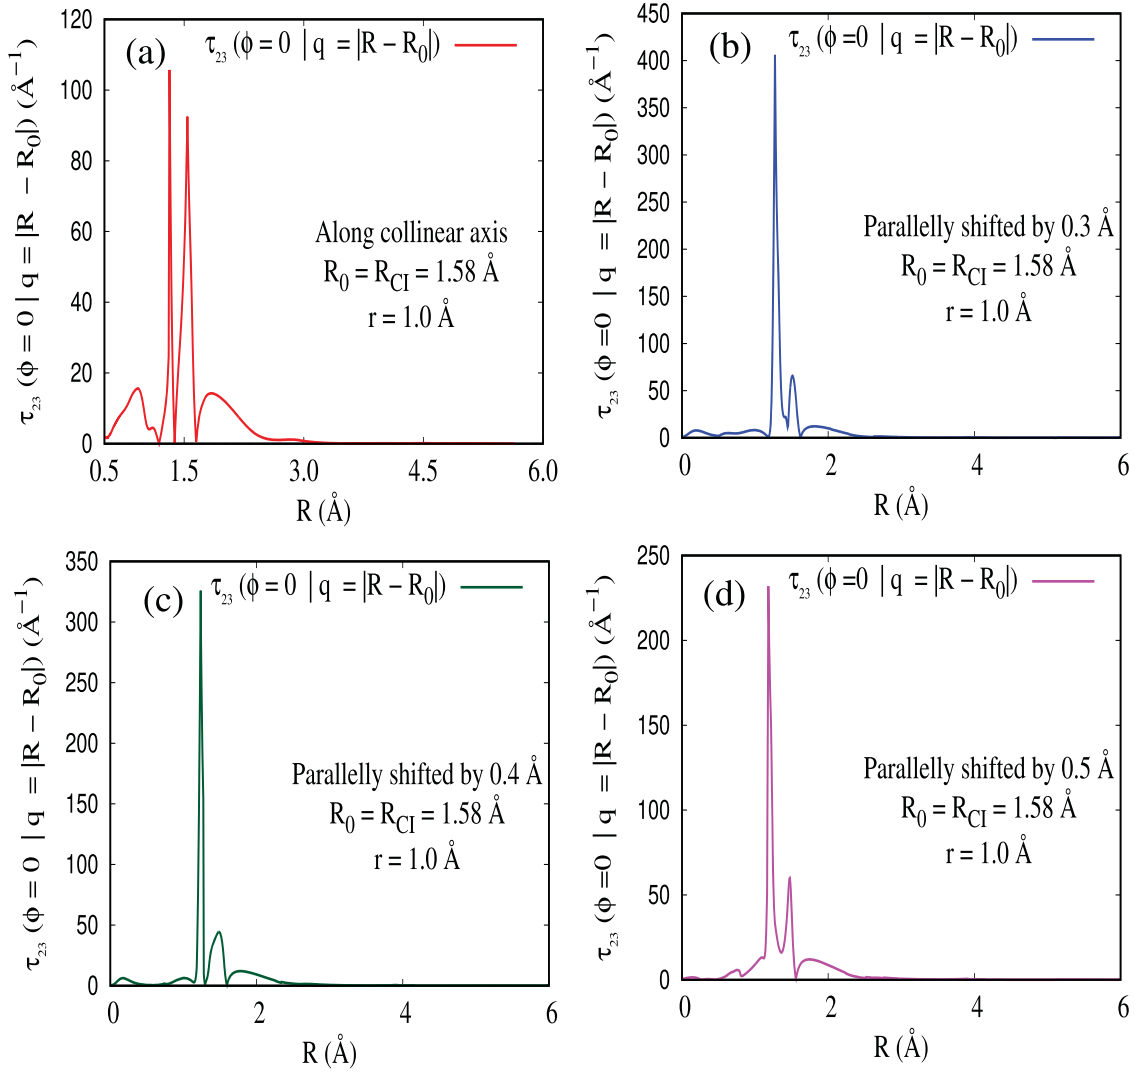 (a) τ₂₃ (ϕ = 0 | q = |R − R₀|)
τ₂₃ (ϕ = 0 | q = |R − R₀|) (Å⁻¹)
120
100
80
60
40
20
0
Along collinear axis
R₀ = R_CI = 1.58 Å
r = 1.0 Å
0.5 1.5 3.0 4.5 6.0
R (Å)
(b) τ₂₃ (ϕ =0 | q = |R − R₀|)
τ₂₃ (ϕ =0 | q = |R − R₀|) (Å⁻¹)
450
400
350
300
250
200
150
100
50
0
Parallelly shifted by 0.3 Å
R₀ = R_CI = 1.58 Å
r = 1.0 Å
0 2 4 6
R (Å)
(c) τ₂₃ (ϕ = 0 | q = |R − R₀|)
τ₂₃ (ϕ = 0 | q = |R − R₀|) (Å⁻¹)
350
300
250
200
150
100
50
0
Parallelly shifted by 0.4 Å
R₀ = R_CI = 1.58 Å
r = 1.0 Å
0 2 4 6
R (Å)
(d) τ₂₃ (ϕ =0 | q = |R − R₀|)
τ₂₃ (ϕ =0 | q = |R − R₀|) (Å⁻¹)
250
200
150
100
50
0
Parallelly shifted by 0.5 Å
R₀ = R_CI = 1.58 Å
r = 1.0 Å
0 2 4 6
R (Å)